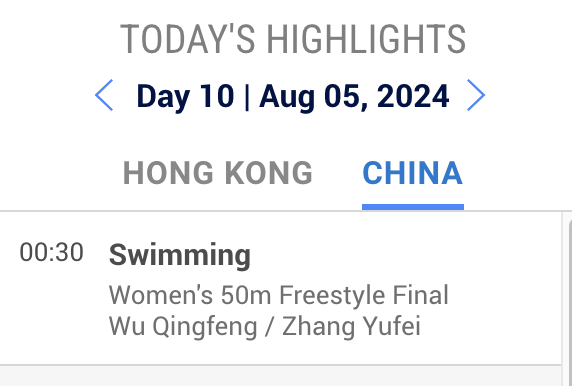 TODAY'S HIGHLIGHTS
Day 10 | Aug 05, 2024
HONG KONG CHINA
00:30 Swimming
Women's 50m Freestyle Final
Wu Qingfeng / Zhang Yufei